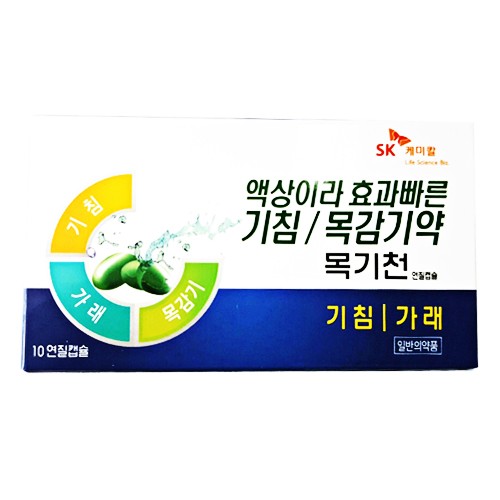 SK 케미칼
Life Science Biz
액상이라 효과빠른
기침/목감기약
목기천 연질캡슐
기침
가래
목감기
기침|가래
10 연질캡슐
일반의약품